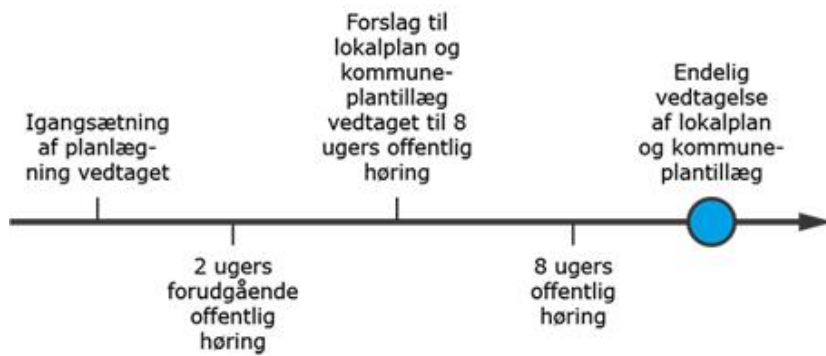 Igangsætning
af planlæg-
ning vedtaget
2 ugers
forudgående
offentlig
høring
Forslag til
lokalplan og
kommune-
plantillæg
vedtaget til 8
ugers offentlig
høring
8 ugers
offentlig
høring
Endelig
vedtagelse
af lokalplan
og kommune-
plantillæg